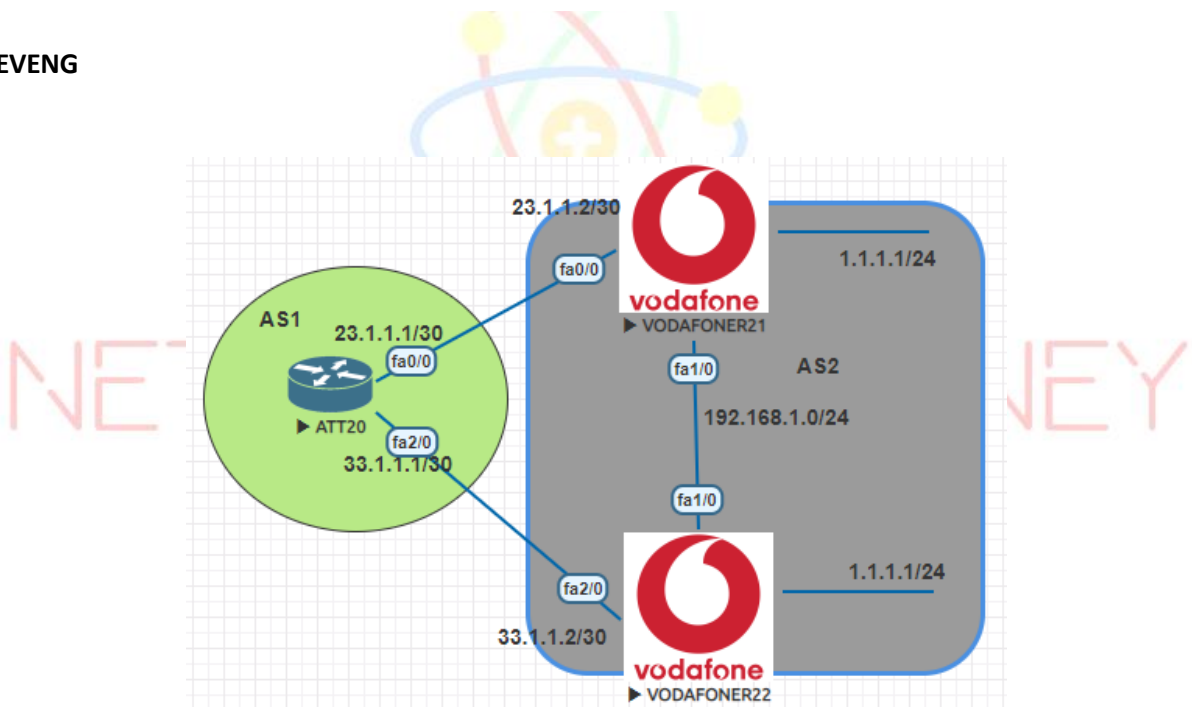 EVENG
23.1.1.2/30
1.1.1.1/24
fa0/0
vodafone
▶ VODAFONER21
AS1
23.1.1.1/30
fa0/0
▶ ATT20
fa2/0
33.1.1.1/30
fa1/0
AS2
192.168.1.0/24
fa1/0
1.1.1.1/24
fa2/0
33.1.1.2/30
vodafone
▶ VODAFONER22